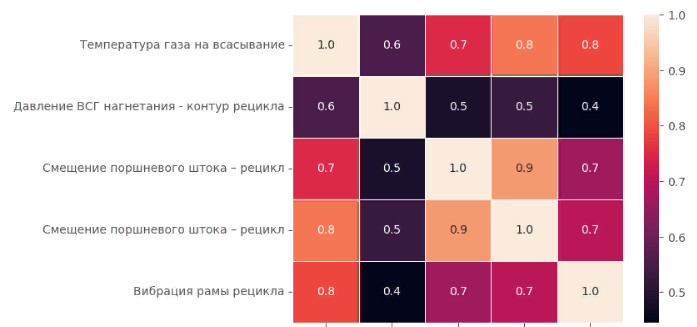 1.0
Температура газа на всасывание
1.0 0.6 0.7 0.8 0.8
0.9
Давление ВСГ нагнетания - контур рецикла
0.6 1.0 0.5 0.5 0.4
0.8
Смещение поршневого штока – рецикл
0.7 0.5 1.0 0.9 0.7
0.7
Смещение поршневого штока – рецикл
0.8 0.5 0.9 1.0 0.7
0.6
Вибрация рамы рецикла
0.8 0.4 0.7 0.7 1.0
0.5